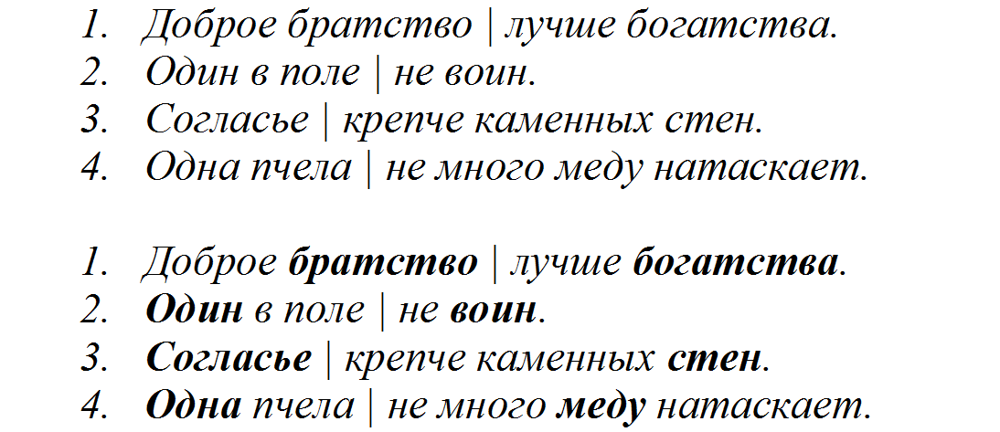 1. Доброе братство | лучше богатства.
2. Один в поле | не воин.
3. Согласье | крепче каменных стен.
4. Одна пчела | не много меду натаскает.
1. Доброе братство | лучше богатства.
2. Один в поле | не воин.
3. Согласье | крепче каменных стен.
4. Одна пчела | не много меду натаскает.